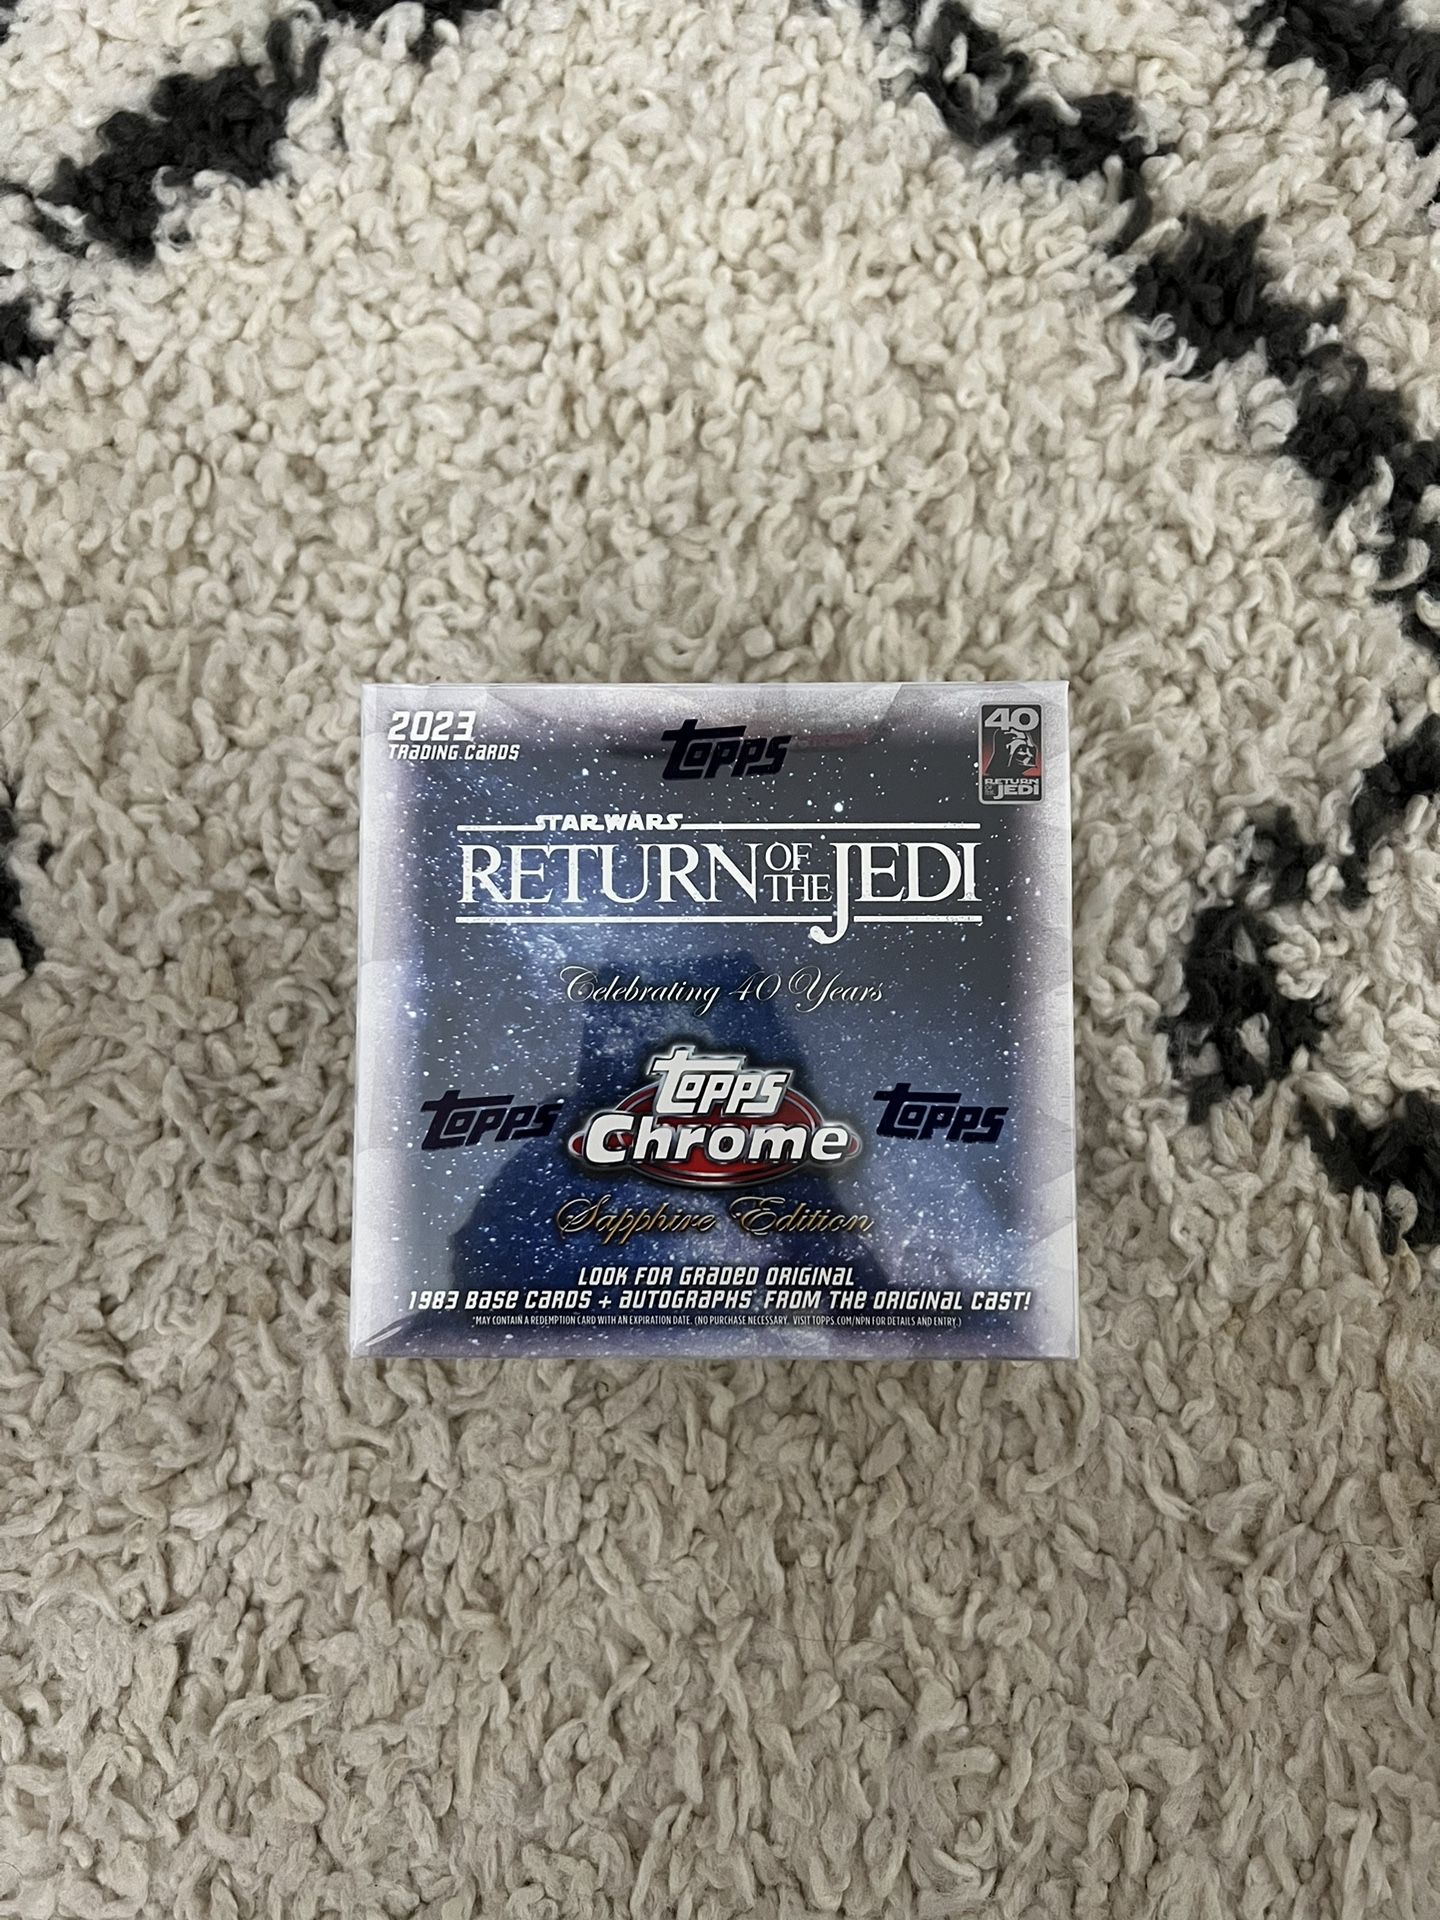 2023
TRADING CARDS
topps
40
RETURN OF THE JEDI
STAR WARS
RETURN OF THE JEDI
Celebrating 40 Years
topps
topps Chrome
topps
Sapphire Edition
LOOK FOR GRADED ORIGINAL
1983 BASE CARDS + AUTOGRAPHS* FROM THE ORIGINAL CAST!
*MAY CONTAIN A REDEMPTION CARD WITH AN EXPIRATION DATE. (NO PURCHASE NECESSARY. VISIT TOPPS.COM/NPN FOR DETAILS AND ENTRY.)